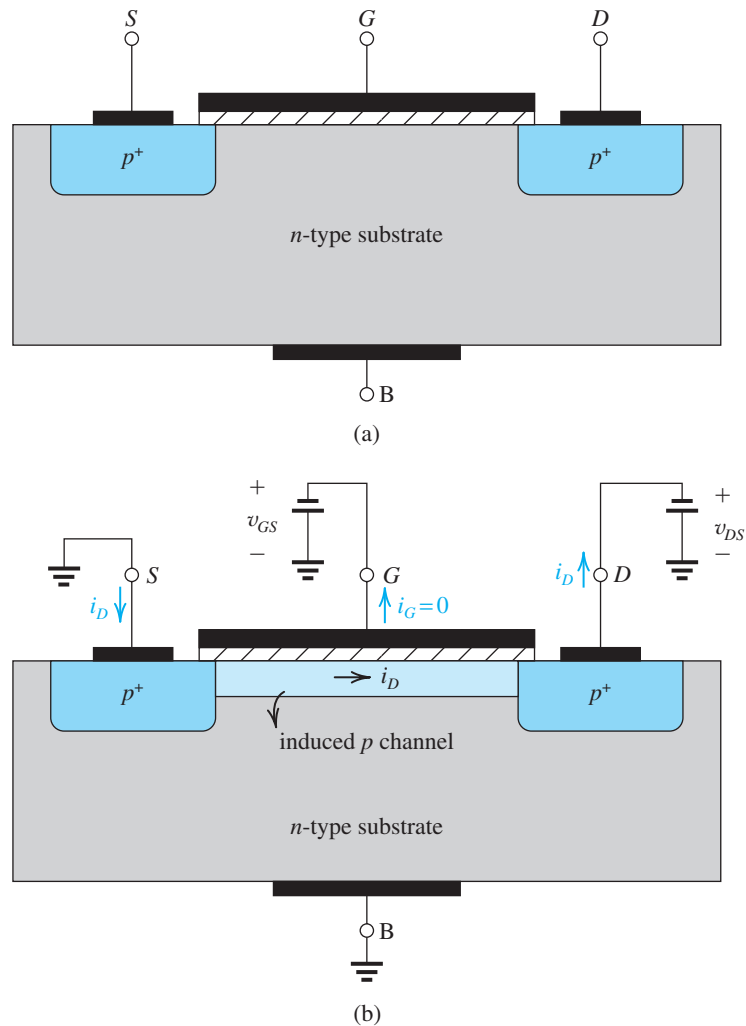 S
G
D
p+
p+
n-type substrate
B
(a)
+
vGS
−
+
vDS
−
S
iD
G
iG = 0
iD
D
iD
p+
p+
induced p channel
n-type substrate
B
(b)